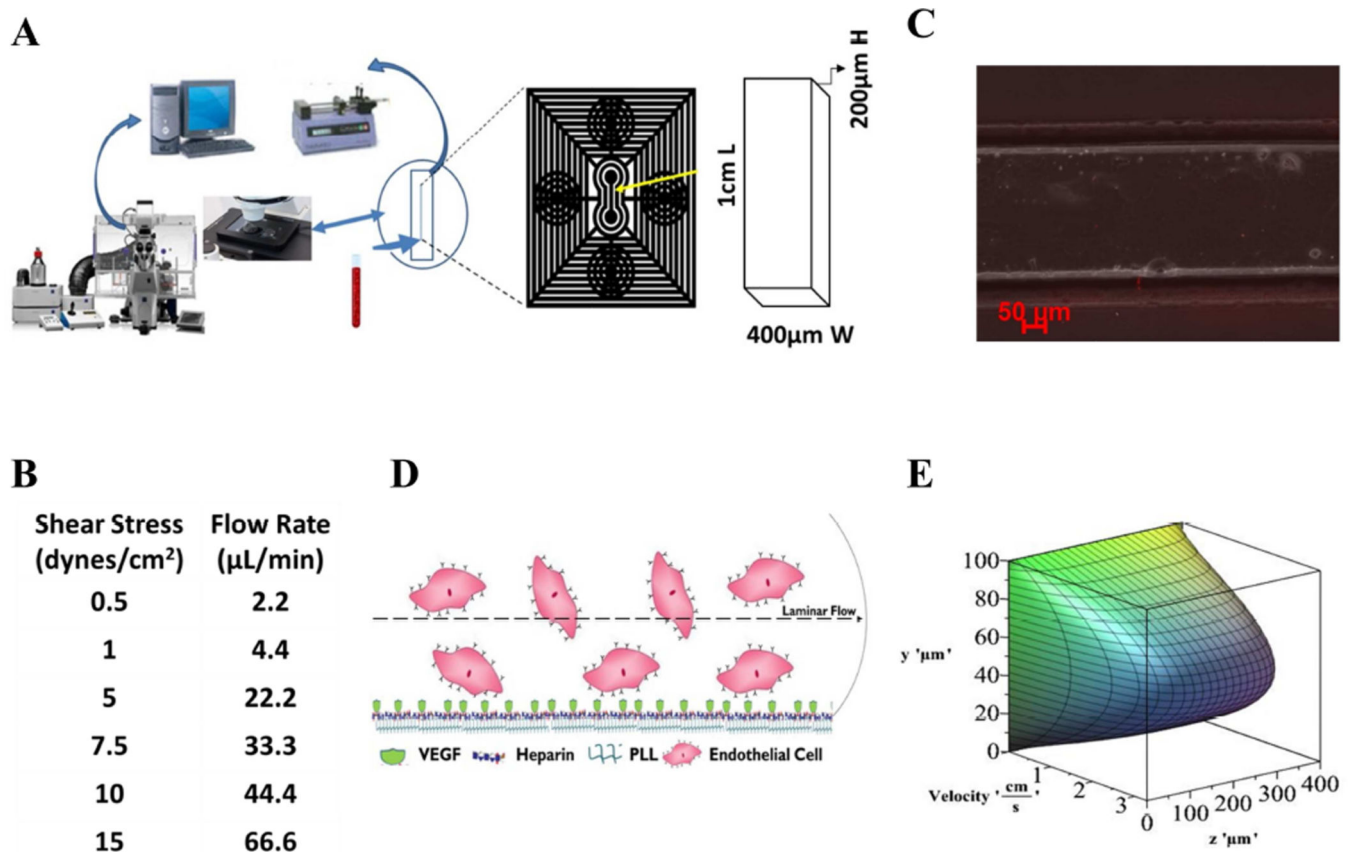 A
200μm H
1cm L
400μm W
C
50 μm
B
Shear Stress Flow Rate
(dynes/cm²) (μL/min)
0.5 2.2
1 4.4
5 22.2
7.5 33.3
10 44.4
15 66.6
D
Laminar Flow
VEGF Heparin PLL Endothelial Cell
E
100
80
60
y 'μm'
40
20
0
Velocity 'cm/s'
1
2
3
0 100 200 300 400
z 'μm'